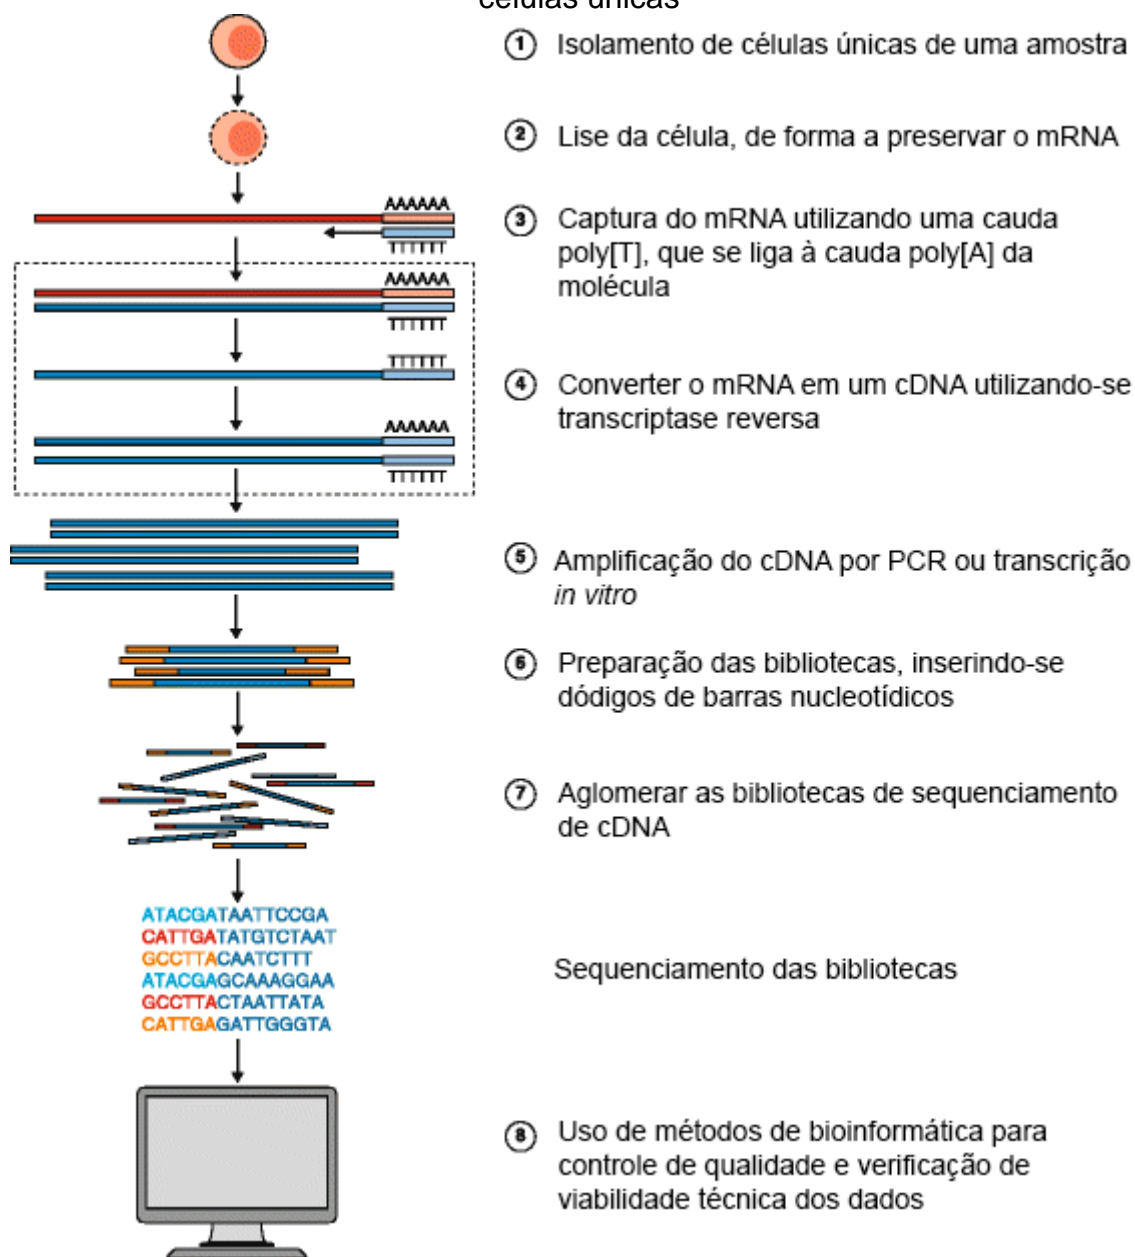 células únicas
1 Isolamento de células únicas de uma amostra
2 Lise da célula, de forma a preservar o mRNA
AAAAAA
TTTTTT
3 Captura do mRNA utilizando uma cauda
poly[T], que se liga à cauda poly[A] da
molécula
AAAAAA
TTTTTT
TTTTTT
4 Converter o mRNA em um cDNA utilizando-se
transcriptase reversa
AAAAAA
TTTTTT
5 Amplificação do cDNA por PCR ou transcrição
in vitro
6 Preparação das bibliotecas, inserindo-se
dódigos de barras nucleotídicos
7 Aglomerar as bibliotecas de sequenciamento
de cDNA
ATACGATAATTCCGA
CATTGATATGTCTAAT
GCCTTACAATCTTT
ATACGAGCAAAGGAA
GCCTTACTAATTATA
CATTGAGATTGGGTA
Sequenciamento das bibliotecas
8 Uso de métodos de bioinformática para
controle de qualidade e verificação de
viabilidade técnica dos dados